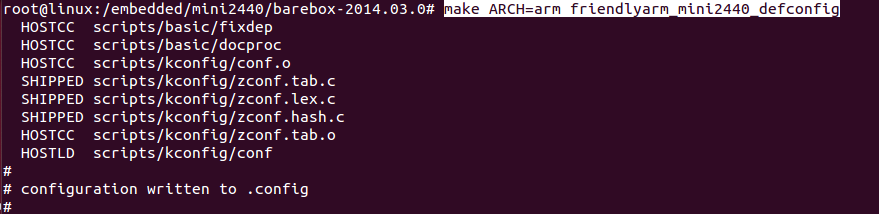 root@linux:/embedded/mini2440/barebox-2014.03.0# make ARCH=arm friendlyarm_mini2440_defconfig
  HOSTCC  scripts/basic/fixdep
  HOSTCC  scripts/basic/docproc
  HOSTCC  scripts/kconfig/conf.o
  SHIPPED scripts/kconfig/zconf.tab.c
  SHIPPED scripts/kconfig/zconf.lex.c
  SHIPPED scripts/kconfig/zconf.hash.c
  HOSTCC  scripts/kconfig/zconf.tab.o
  HOSTLD  scripts/kconfig/conf
#
# configuration written to .config
#